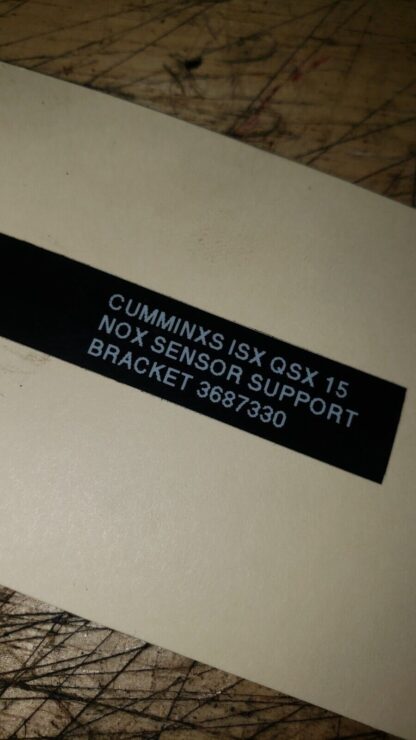 CUMMINXS ISX QSX 15
NOX SENSOR SUPPORT
BRACKET 3687330